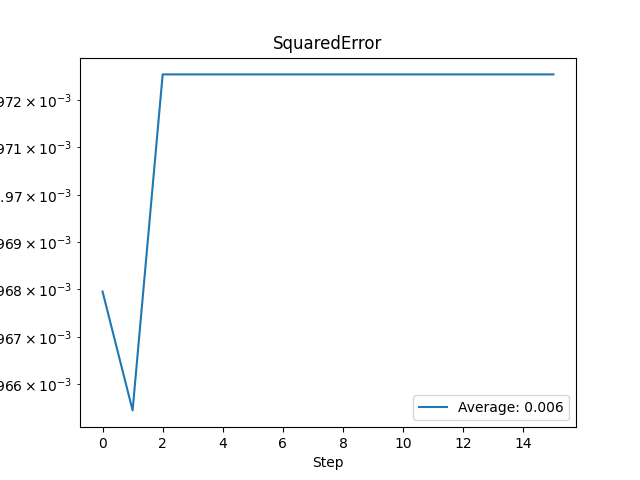 SquaredError
972 × 10⁻³
971 × 10⁻³
.97 × 10⁻³
969 × 10⁻³
968 × 10⁻³
967 × 10⁻³
966 × 10⁻³
Average: 0.006
0 2 4 6 8 10 12 14
Step